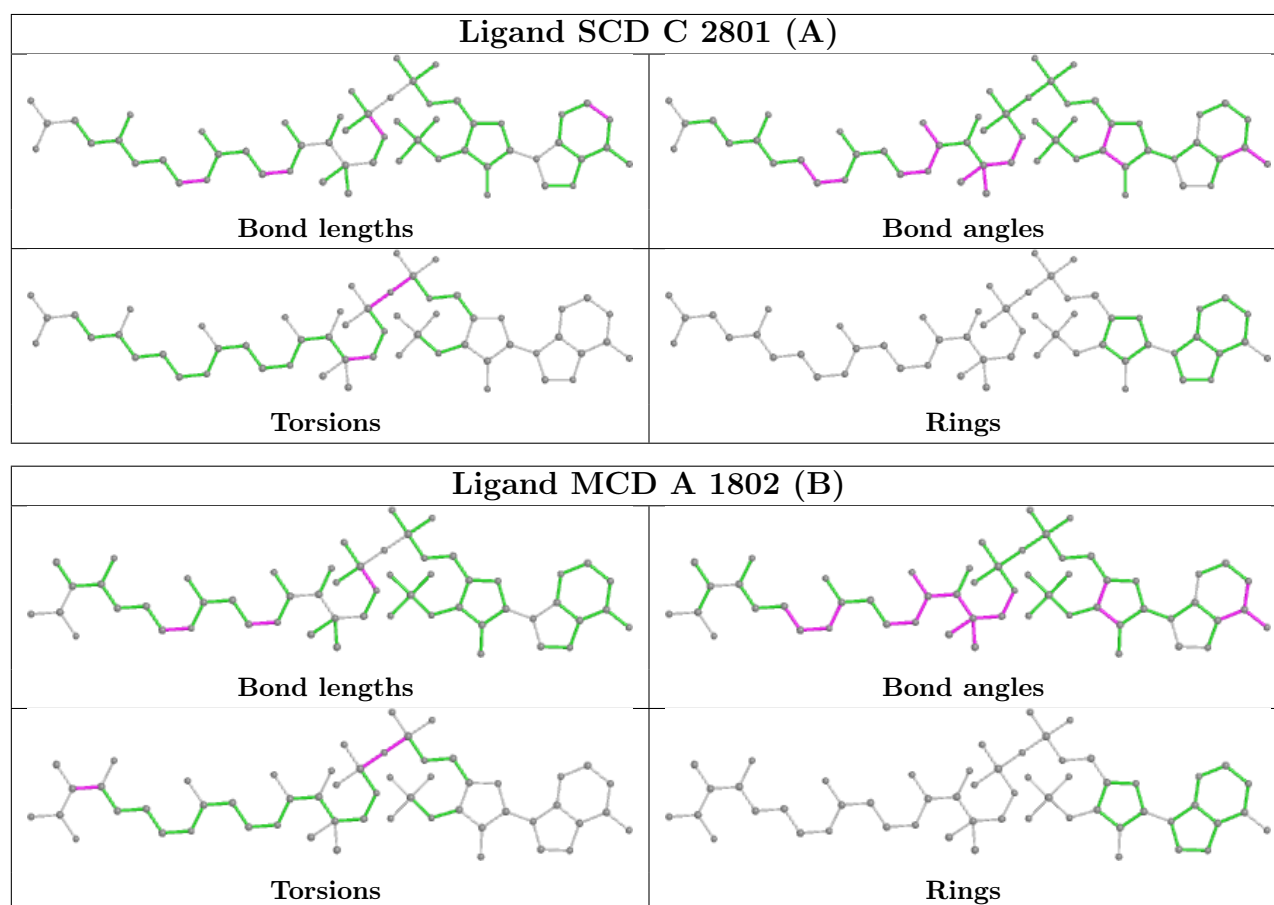 Ligand SCD C 2801 (A)
Bond lengths
Bond angles
Torsions
Rings
Ligand MCD A 1802 (B)
Bond lengths
Bond angles
Torsions
Rings